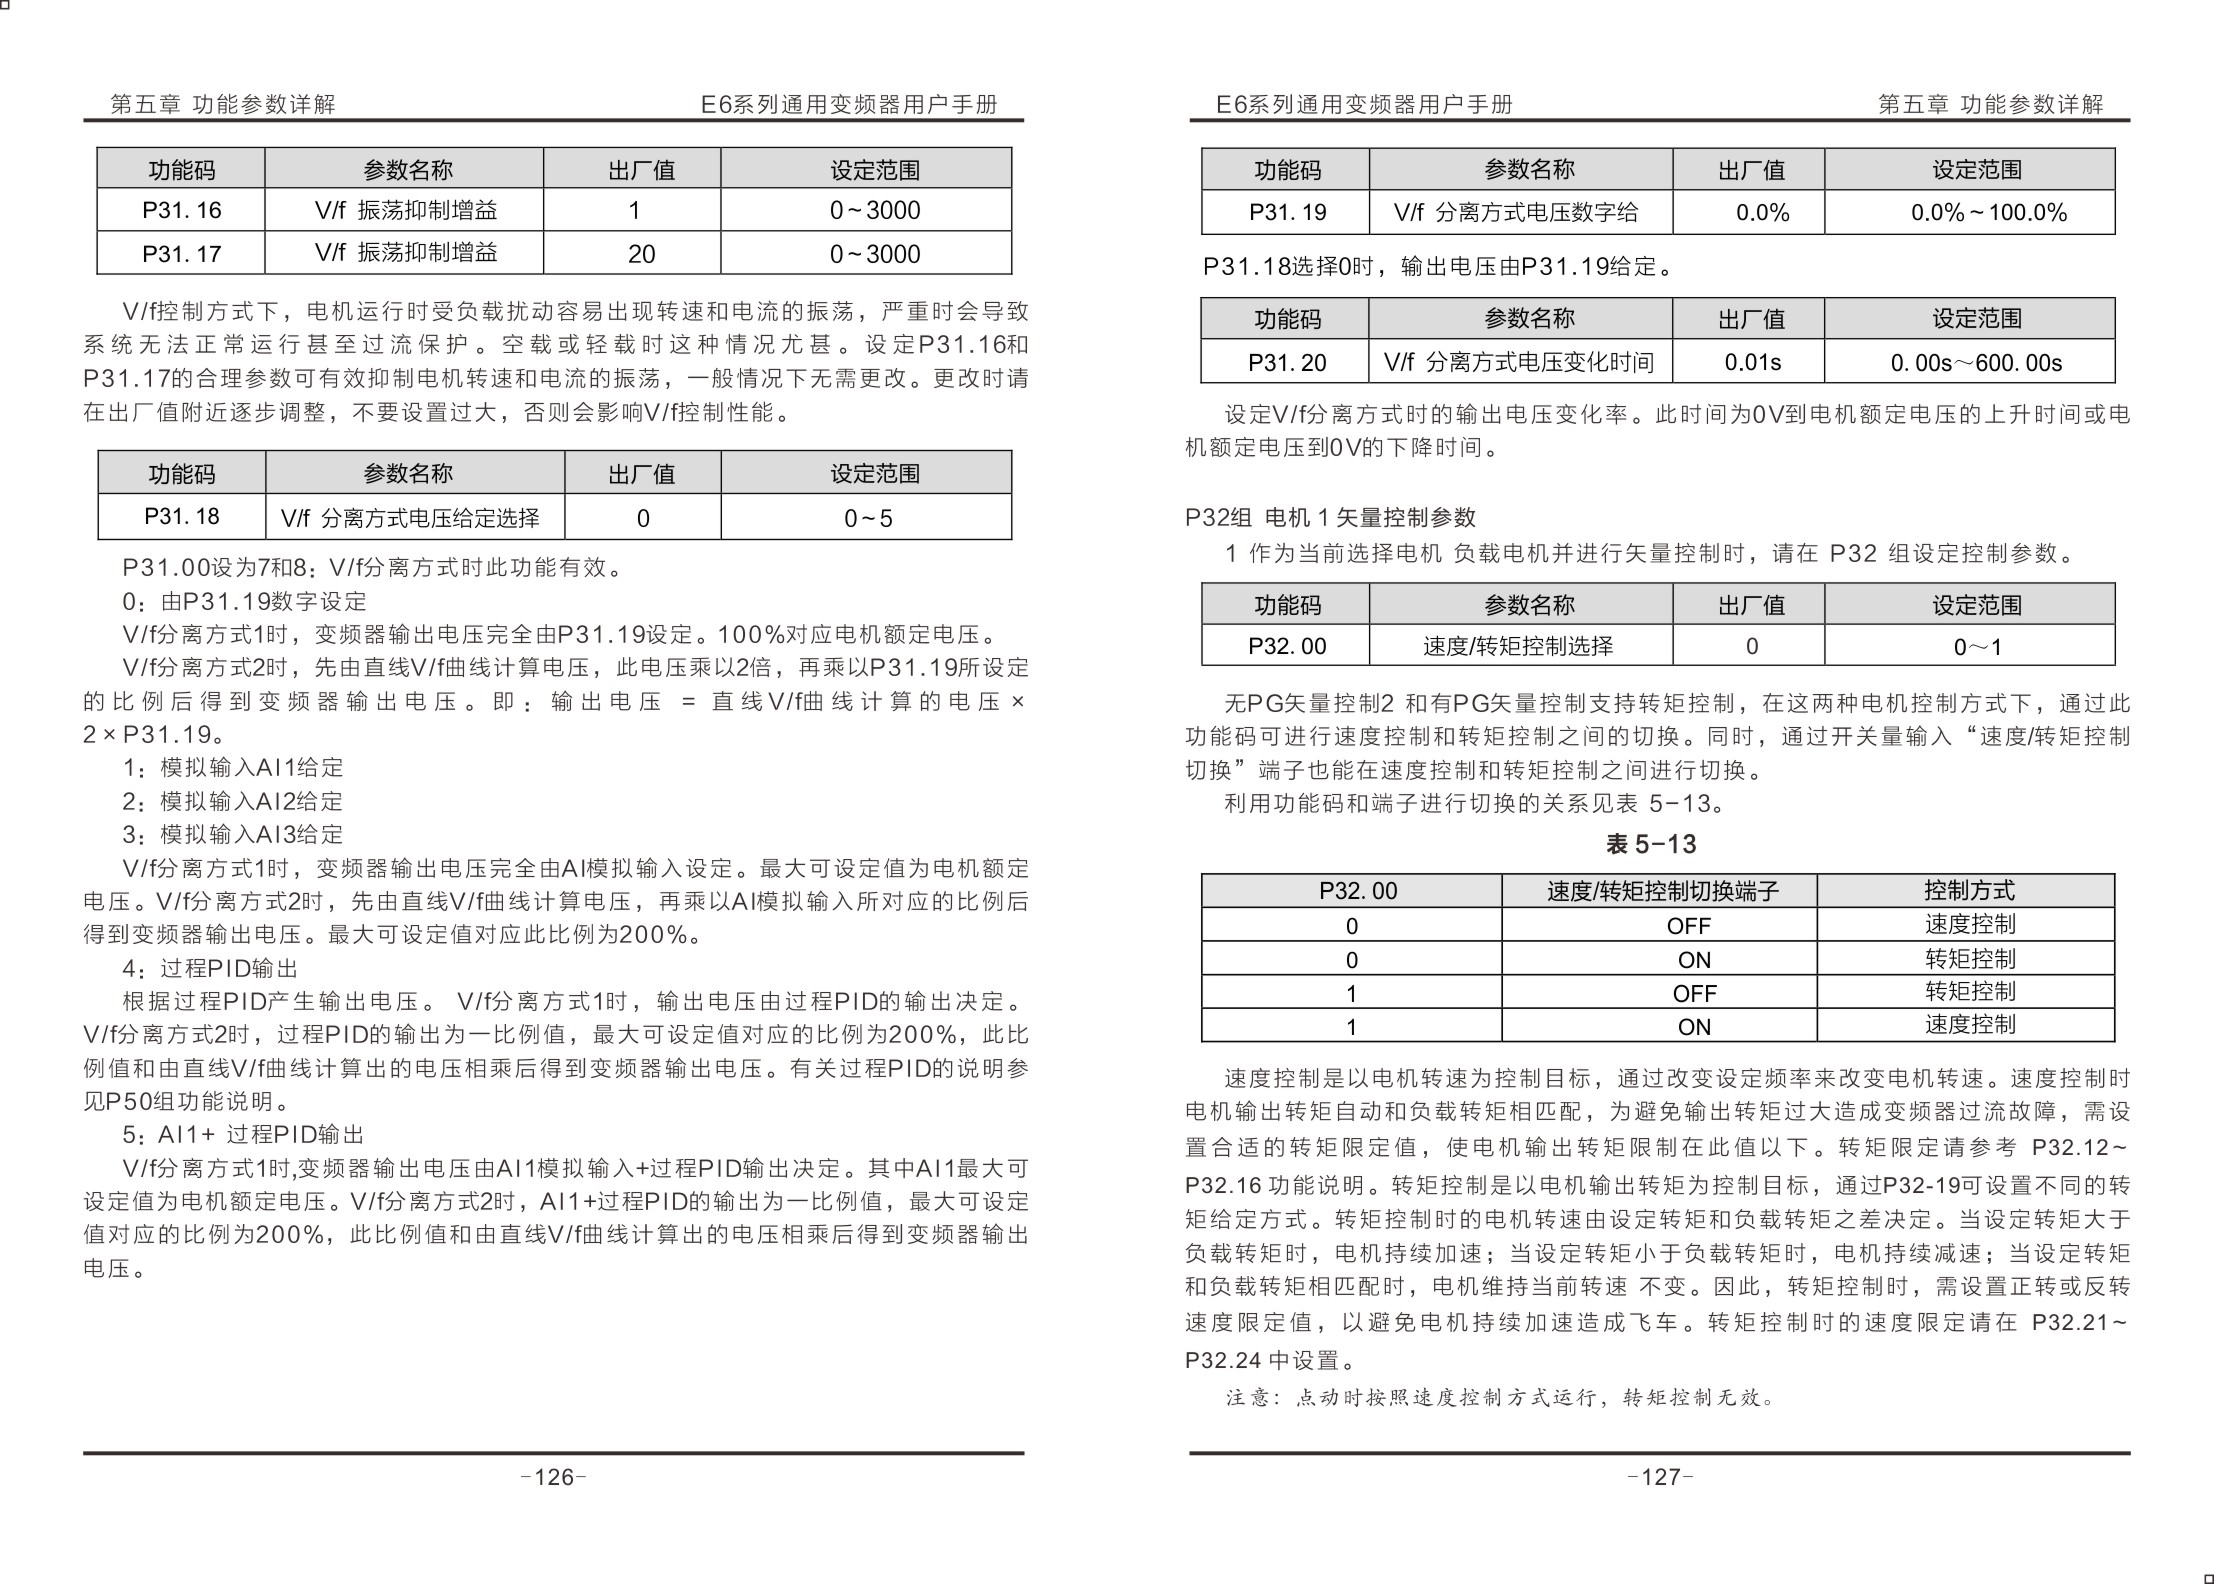 第五章 功能参数详解 E6系列通用变频器用户手册
功能码 参数名称 出厂值 设定范围
P31.16 V/f 振荡抑制增益 1 0~3000
P31.17 V/f 振荡抑制增益 20 0~3000
V/f控制方式下，电机运行时受负载扰动容易出现转速和电流的振荡，严重时会导致
系统无法正常运行甚至过流保护。空载或轻载时这种情况尤甚。设定P31.16和
P31.17的合理参数可有效抑制电机转速和电流的振荡，一般情况下无需更改。更改时请
在出厂值附近逐步调整，不要设置过大，否则会影响V/f控制性能。
功能码 参数名称 出厂值 设定范围
P31.18 V/f 分离方式电压给定选择 0 0~5
P31.00设为7和8：V/f分离方式时此功能有效。
0：由P31.19数字设定
V/f分离方式1时，变频器输出电压完全由P31.19设定。100%对应电机额定电压。
V/f分离方式2时，先由直线V/f曲线计算电压，此电压乘以2倍，再乘以P31.19所设定
的比例后得到变频器输出电压。即：输出电压 = 直线V/f曲线计算的电压×
2×P31.19。
1：模拟输入AI1给定
2：模拟输入AI2给定
3：模拟输入AI3给定
V/f分离方式1时，变频器输出电压完全由AI模拟输入设定。最大可设定值为电机额定
电压。V/f分离方式2时，先由直线V/f曲线计算电压，再乘以AI模拟输入所对应的比例后
得到变频器输出电压。最大可设定值对应此比例为200%。
4：过程PID输出
根据过程PID产生输出电压。 V/f分离方式1时，输出电压由过程PID的输出决定。
V/f分离方式2时，过程PID的输出为一比例值，最大可设定值对应的比例为200%，此比
例值和由直线V/f曲线计算出的电压相乘后得到变频器输出电压。有关过程PID的说明参
见P50组功能说明。
5：AI1+ 过程PID输出
V/f分离方式1时,变频器输出电压由AI1模拟输入+过程PID输出决定。其中AI1最大可
设定值为电机额定电压。V/f分离方式2时，AI1+过程PID的输出为一比例值，最大可设定
值对应的比例为200%，此比例值和由直线V/f曲线计算出的电压相乘后得到变频器输出
电压。
-126-
E6系列通用变频器用户手册 第五章 功能参数详解
功能码 参数名称 出厂值 设定范围
P31.19 V/f 分离方式电压数字给 0.0% 0.0%~100.0%
P31.18选择0时，输出电压由P31.19给定。
功能码 参数名称 出厂值 设定范围
P31.20 V/f 分离方式电压变化时间 0.01s 0.00s～600.00s
设定V/f分离方式时的输出电压变化率。此时间为0V到电机额定电压的上升时间或电
机额定电压到0V的下降时间。
P32组 电机 1 矢量控制参数
1 作为当前选择电机 负载电机并进行矢量控制时，请在 P32 组设定控制参数。
功能码 参数名称 出厂值 设定范围
P32.00 速度/转矩控制选择 0 0～1
无PG矢量控制2 和有PG矢量控制支持转矩控制，在这两种电机控制方式下，通过此
功能码可进行速度控制和转矩控制之间的切换。同时，通过开关量输入“速度/转矩控制
切换”端子也能在速度控制和转矩控制之间进行切换。
利用功能码和端子进行切换的关系见表 5-13。
表 5-13
P32.00 速度/转矩控制切换端子 控制方式
0 OFF 速度控制
0 ON 转矩控制
1 OFF 转矩控制
1 ON 速度控制
速度控制是以电机转速为控制目标，通过改变设定频率来改变电机转速。速度控制时
电机输出转矩自动和负载转矩相匹配，为避免输出转矩过大造成变频器过流故障，需设
置合适的转矩限定值，使电机输出转矩限制在此值以下。转矩限定请参考 P32.12~
P32.16 功能说明。转矩控制是以电机输出转矩为控制目标，通过P32-19可设置不同的转
矩给定方式。转矩控制时的电机转速由设定转矩和负载转矩之差决定。当设定转矩大于
负载转矩时，电机持续加速；当设定转矩小于负载转矩时，电机持续减速；当设定转矩
和负载转矩相匹配时，电机维持当前转速 不变。因此，转矩控制时，需设置正转或反转
速度限定值，以避免电机持续加速造成飞车。转矩控制时的速度限定请在 P32.21~
P32.24 中设置。
注意：点动时按照速度控制方式运行，转矩控制无效。
-127-